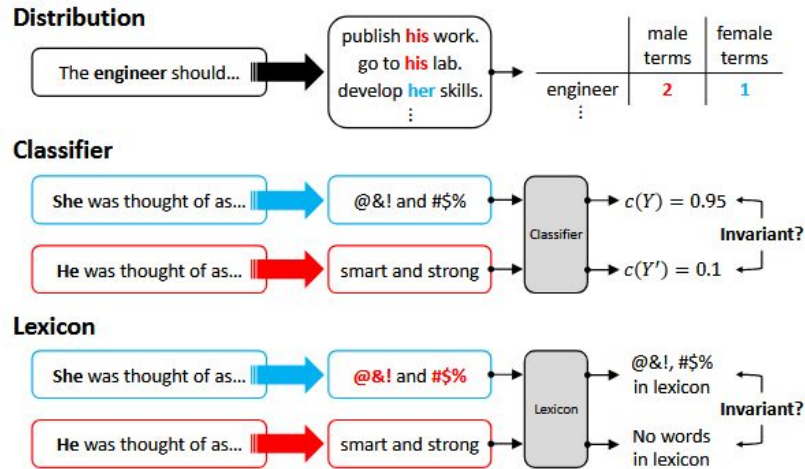 Distribution
The engineer should...
publish his work.
go to his lab.
develop her skills.
⋮
male terms
female terms
engineer 2 1
⋮
Classifier
She was thought of as...
@&! and #$%
Classifier
c(Y) = 0.95
Invariant?
He was thought of as...
smart and strong
c(Y') = 0.1
Lexicon
She was thought of as...
@&! and #$%
Lexicon
@&!, #$%
in lexicon
Invariant?
He was thought of as...
smart and strong
No words
in lexicon